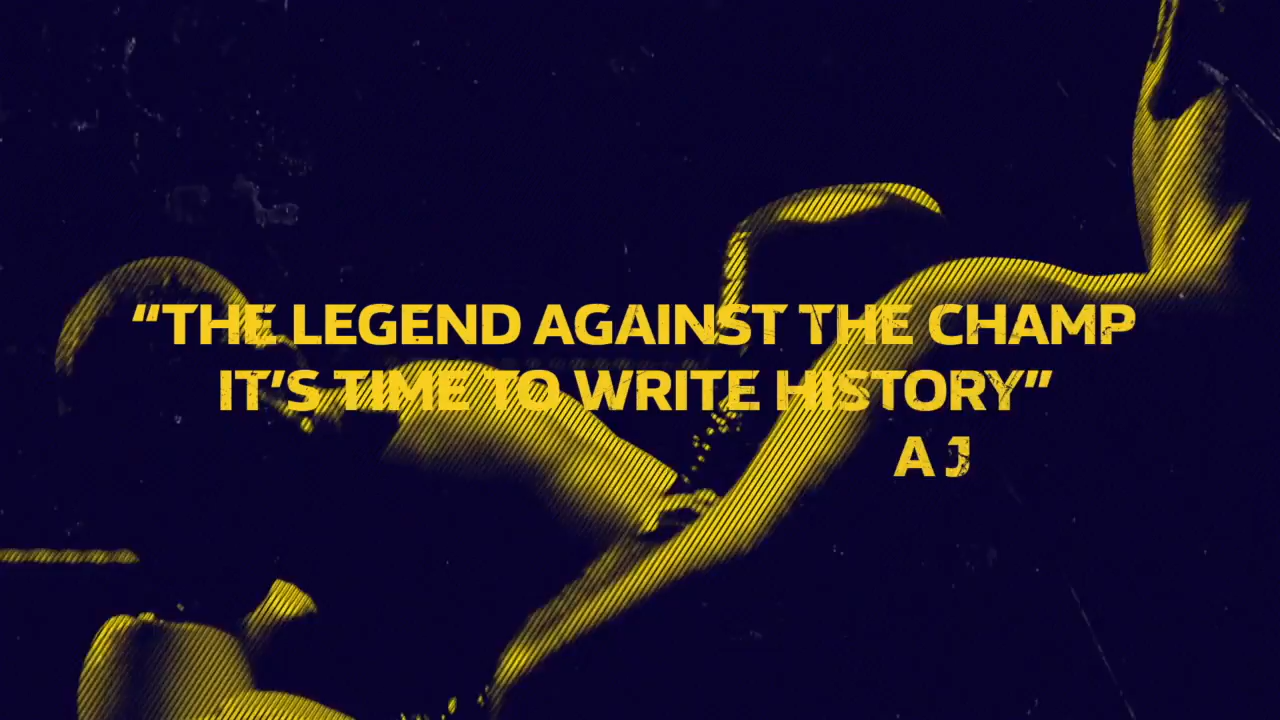 “THE LEGEND AGAINST THE CHAMP
IT’S TIME TO WRITE HISTORY”
A J